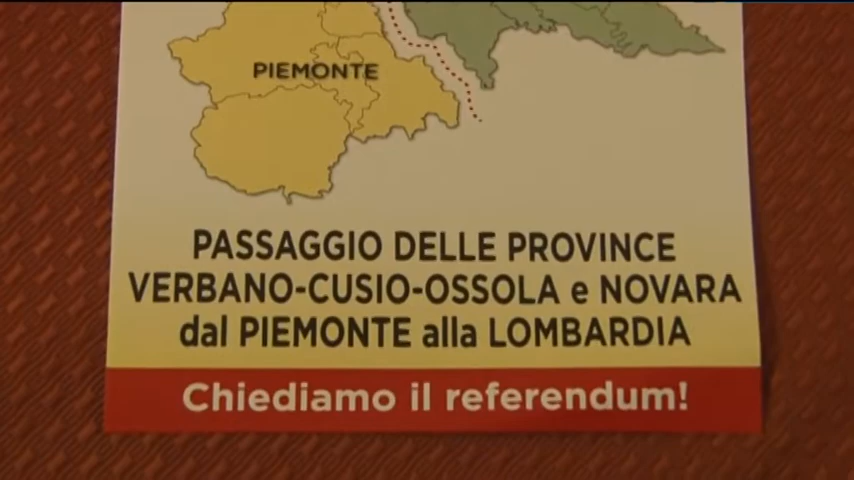 PIEMONTE
PASSAGGIO DELLE PROVINCE
VERBANO-CUSIO-OSSOLA e NOVARA
dal PIEMONTE alla LOMBARDIA
Chiediamo il referendum!